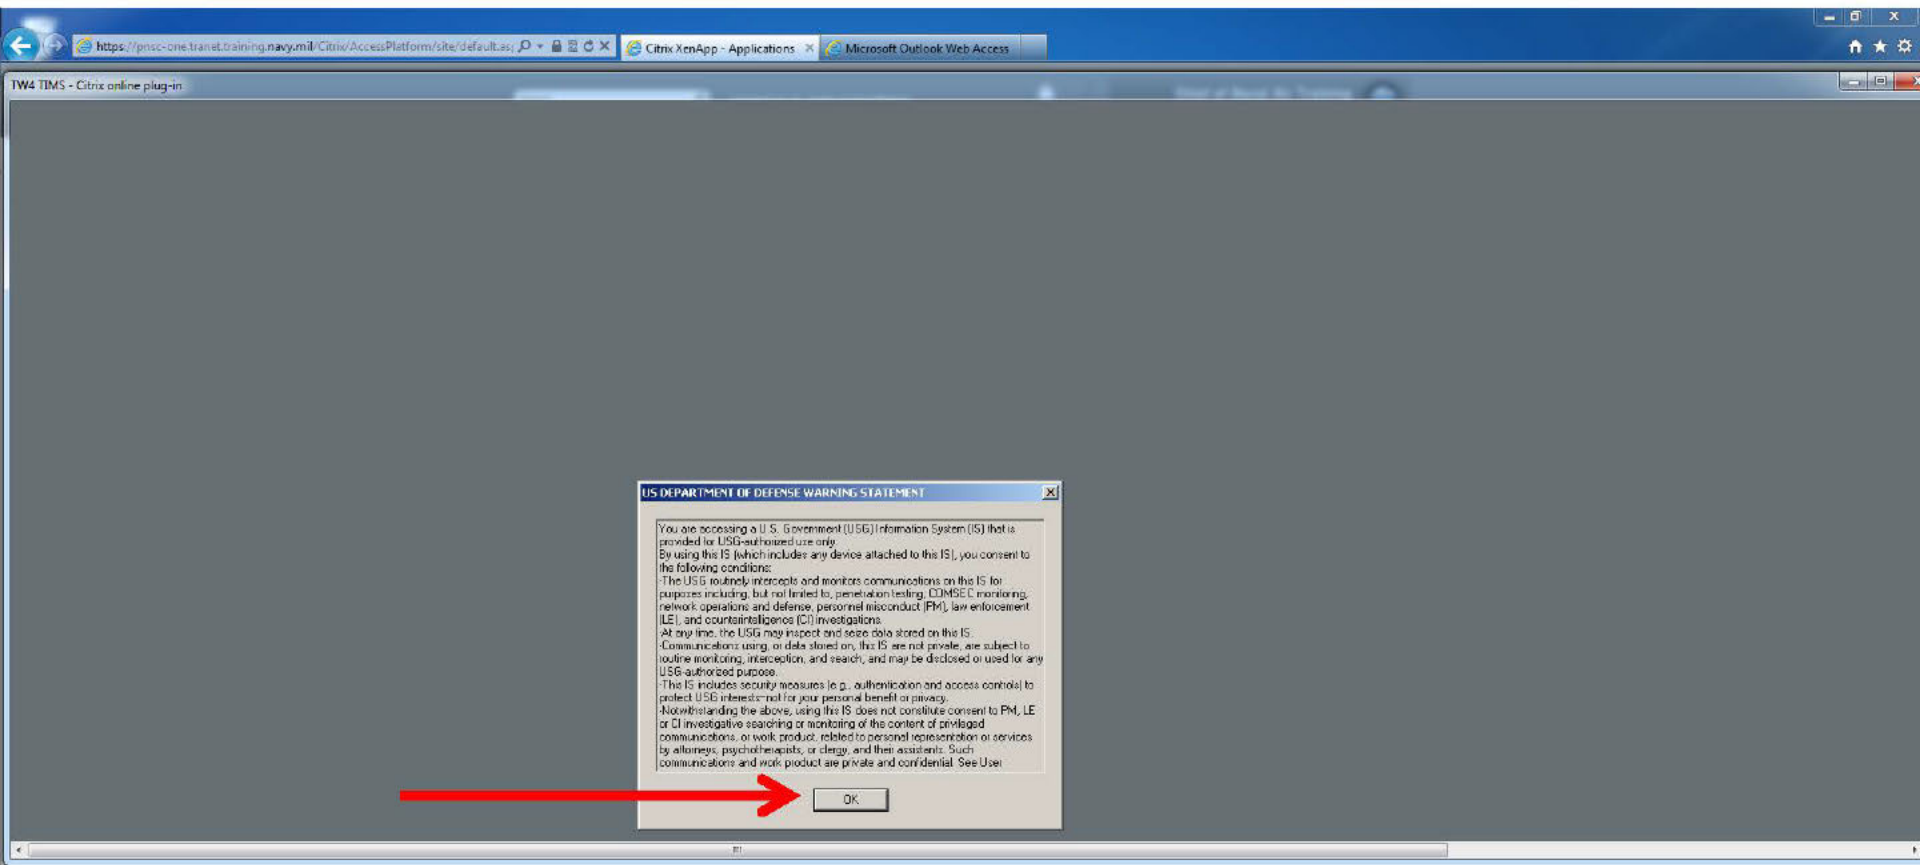 https://pnsc-one.tranet.training.navy.mil/Citrix/AccessPlatform/site/default.as
Citrix XenApp - Applications
Microsoft Outlook Web Access
TW4 TIMS - Citrix online plug-in
US DEPARTMENT OF DEFENSE WARNING STATEMENT
You are accessing a U.S. Government (USG) Information System (IS) that is
provided for USG-authorized use only.
By using this IS (which includes any device attached to this IS), you consent to
the following conditions:
-The USG routinely intercepts and monitors communications on this IS for
purposes including, but not limited to, penetration testing, COMSEC monitoring,
network operations and defense, personnel misconduct (PM), law enforcement
(LE), and counterintelligence (CI) investigations.
-At any time, the USG may inspect and seize data stored on this IS.
-Communications using, or data stored on, this IS are not private, are subject to
routine monitoring, interception, and search, and may be disclosed or used for any
USG-authorized purpose.
-This IS includes security measures (e.g., authentication and access controls) to
protect USG interests--not for your personal benefit or privacy.
-Notwithstanding the above, using this IS does not constitute consent to PM, LE
or CI investigative searching or monitoring of the content of privileged
communications, or work product, related to personal representation or services
by attorneys, psychotherapists, or clergy, and their assistants. Such
communications and work product are private and confidential. See User
OK